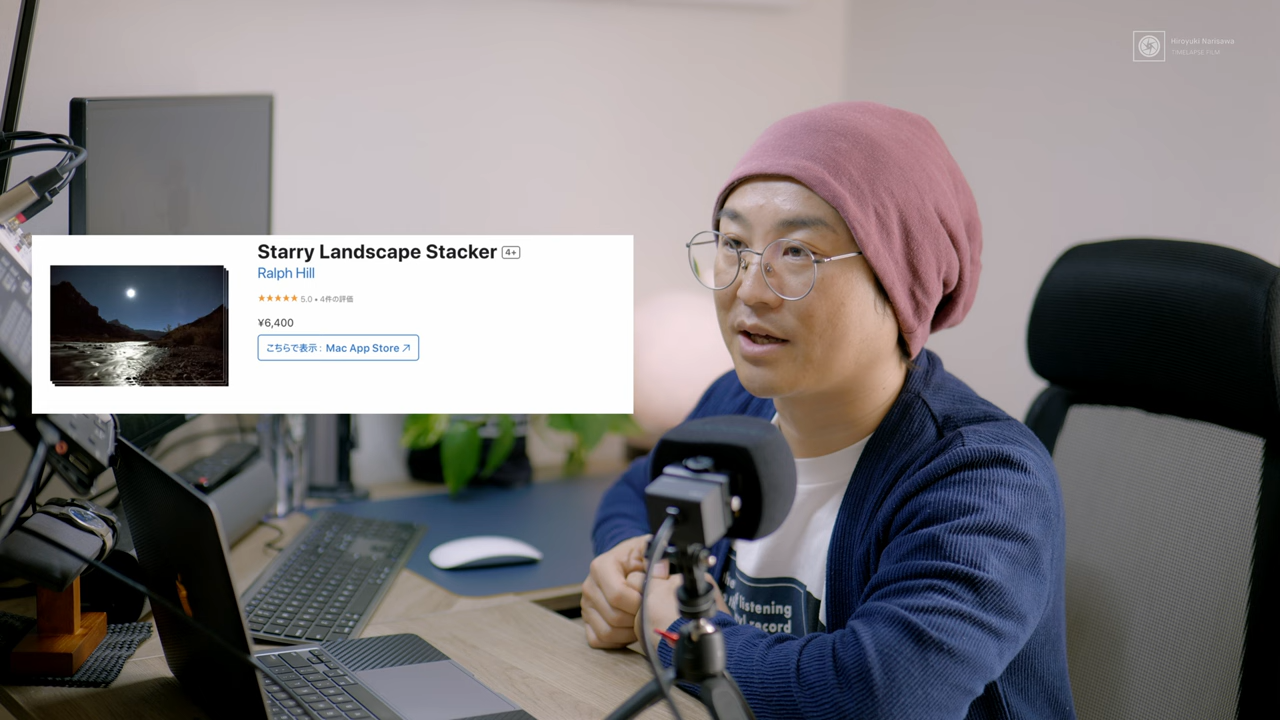 Hiroyuki Narisawa
TIMELAPSE FILM
Starry Landscape Stacker 4+
Ralph Hill
★★★★★ 5.0 • 4件の評価
¥6,400
こちらで表示: Mac App Store ↗
listening
record